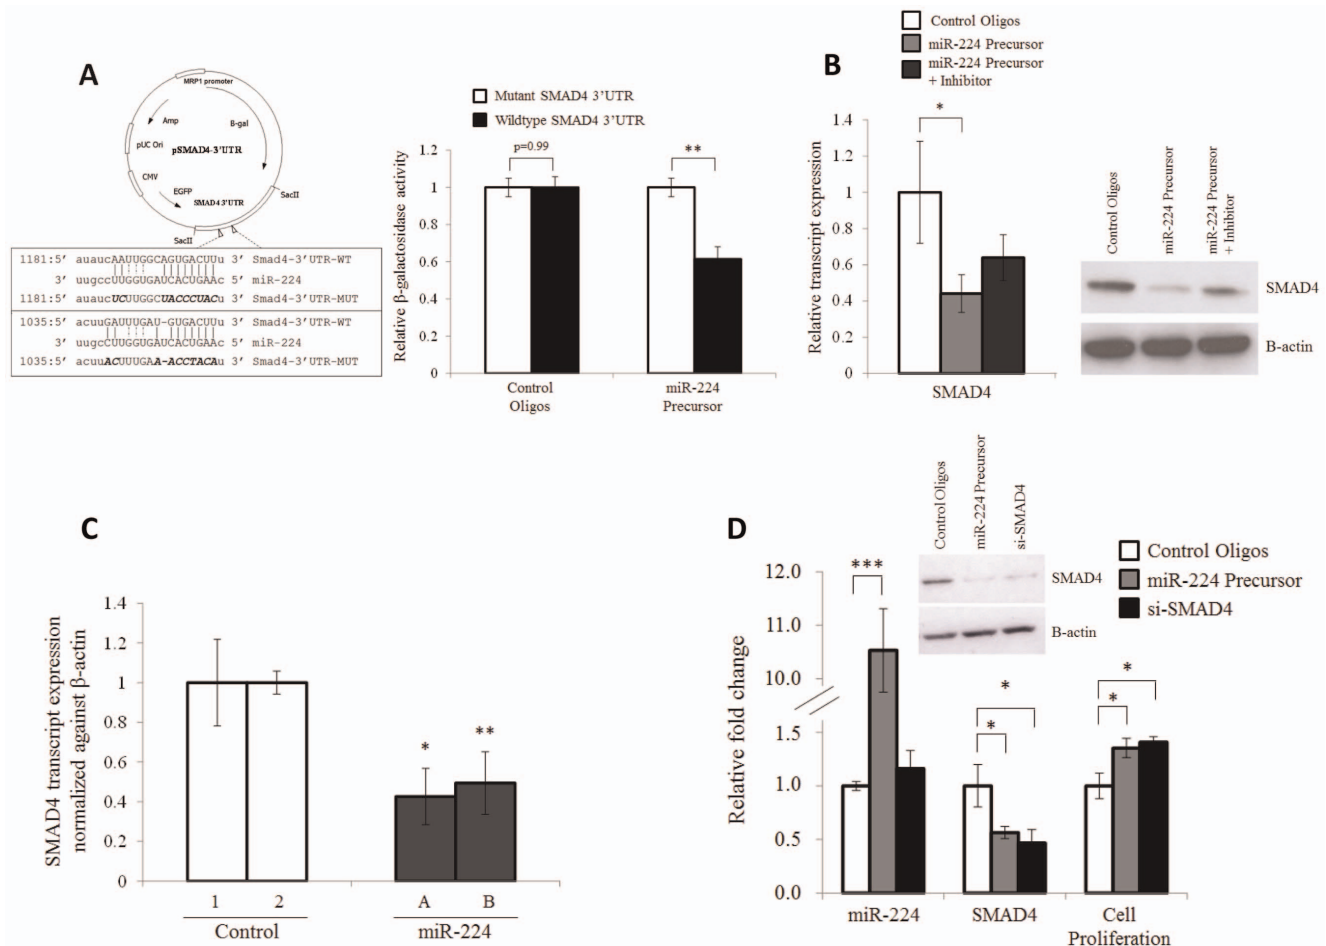 A
MRP1 promoter
Amp
B-gal
pUC Ori
pSMAD4-3'UTR
CMV
EGFP
SMAD4 3'UTR
SacII
SacII
1181:5' auaucAAUUGGCAGUGACUUu 3' Smad4-3'UTR-WT
3' uugccUUGGUGAUCACUGAAc 5' miR-224
1181:5' auaucUCUUGGCUACCCUACu 3' Smad4-3'UTR-MUT
1035:5' acuuGAUUUGAU-GUGACUUu 3' Smad4-3'UTR-WT
3' uugccUUGGUGAUCACUGAAc 5' miR-224
1035:5' acuuACUUUGAA-ACCTACAu 3' Smad4-3'UTR-MUT
Mutant SMAD4 3'UTR
Wildtype SMAD4 3'UTR
p=0.99
**
Relative β-galactosidase activity
1.2
1
0.8
0.6
0.4
0.2
0
Control
Oligos
miR-224
Precursor
B
Control Oligos
miR-224 Precursor
miR-224 Precursor
+ Inhibitor
*
Relative transcript expression
1.4
1.2
1
0.8
0.6
0.4
0.2
0
SMAD4
Control Oligos
miR-224 Precursor
miR-224 Precursor
+ Inhibitor
SMAD4
B-actin
C
SMAD4 transcript expression
normalized against β-actin
1.4
1.2
1
0.8
0.6
0.4
0.2
0
*
**
1 2
A B
Control
miR-224
D
Control Oligos
miR-224 Precursor
si-SMAD4
SMAD4
B-actin
Control Oligos
miR-224 Precursor
si-SMAD4
Relative fold change
12.0
11.0
10.0
1.5
1.0
0.5
0.0
***
*
*
*
*
miR-224
SMAD4
Cell
Proliferation